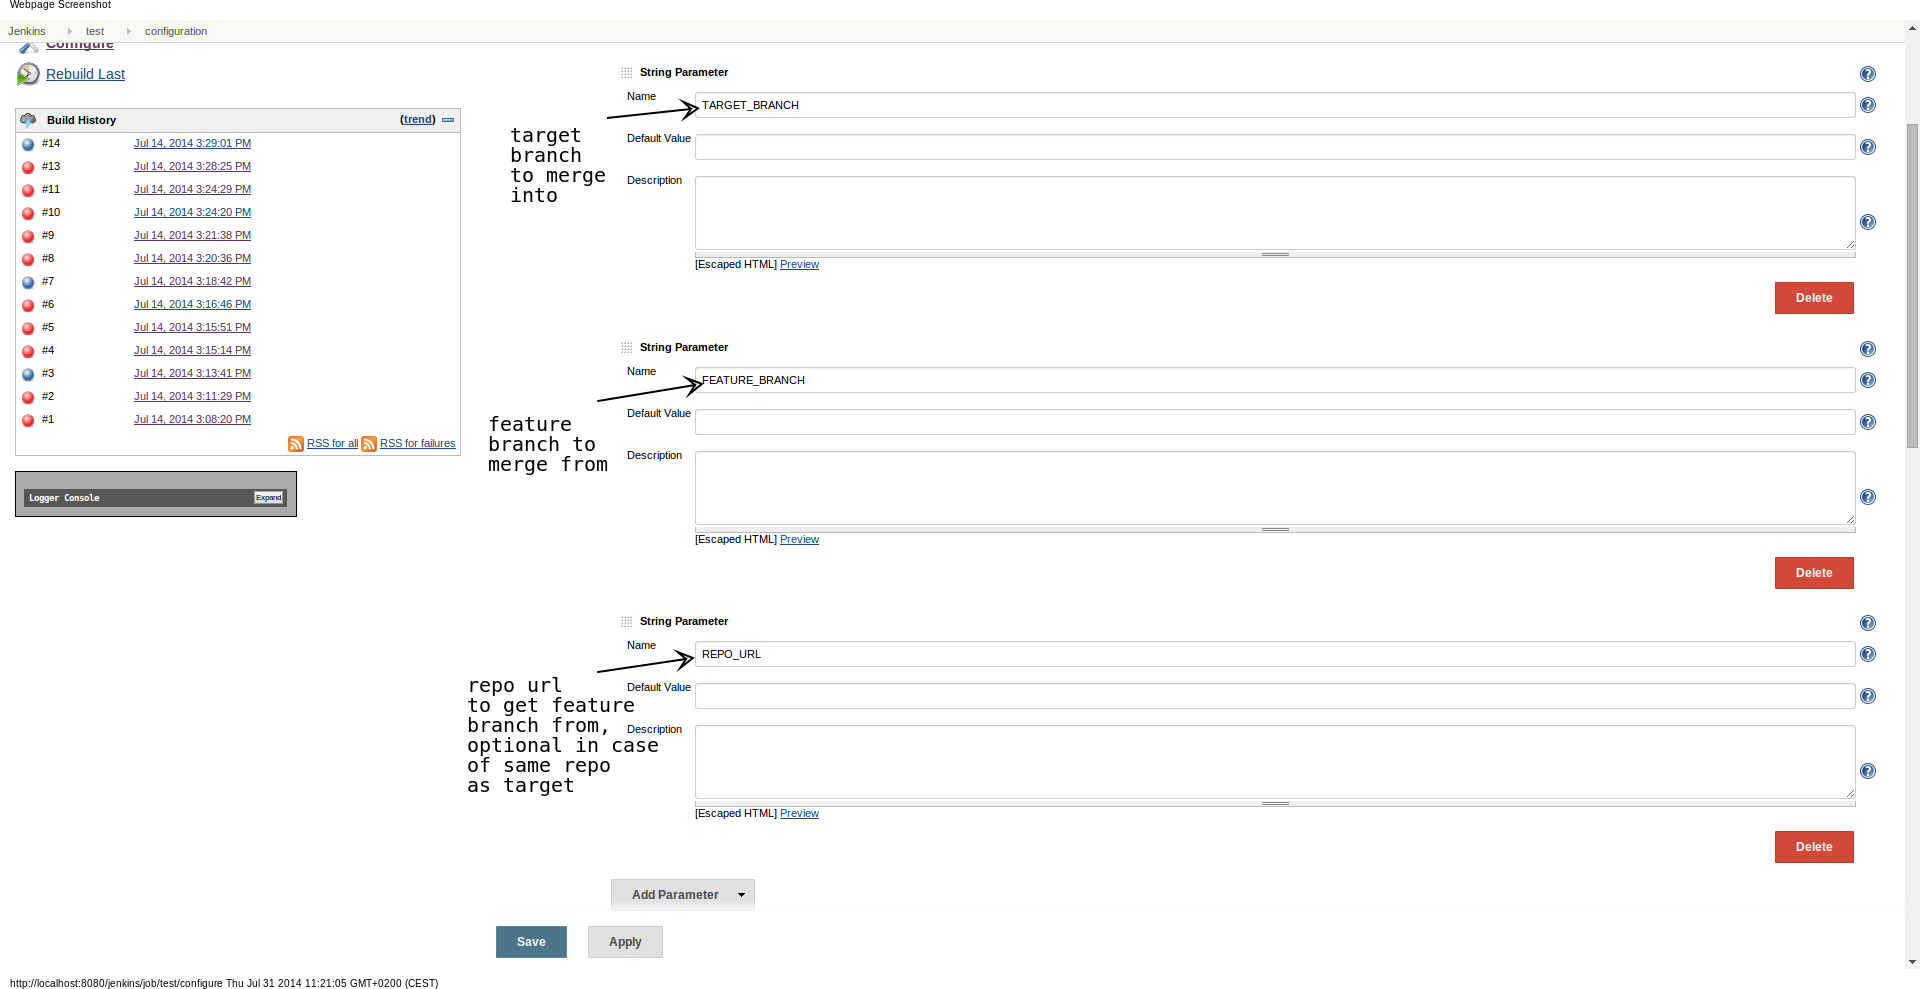 Webpage Screenshot
Jenkins test configuration
Configure
Rebuild Last
Build History (trend)
#14 Jul 14, 2014 3:29:01 PM
#13 Jul 14, 2014 3:28:25 PM
#11 Jul 14, 2014 3:24:29 PM
#10 Jul 14, 2014 3:24:20 PM
#9 Jul 14, 2014 3:21:38 PM
#8 Jul 14, 2014 3:20:36 PM
#7 Jul 14, 2014 3:18:42 PM
#6 Jul 14, 2014 3:16:46 PM
#5 Jul 14, 2014 3:15:51 PM
#4 Jul 14, 2014 3:15:14 PM
#3 Jul 14, 2014 3:13:41 PM
#2 Jul 14, 2014 3:11:29 PM
#1 Jul 14, 2014 3:08:20 PM
RSS for all RSS for failures
Logger Console Expand
String Parameter
Name TARGET_BRANCH
target
branch
to merge
into
Default Value
Description
[Escaped HTML] Preview
Delete
String Parameter
Name FEATURE_BRANCH
feature
branch to
merge from
Default Value
Description
[Escaped HTML] Preview
Delete
String Parameter
Name REPO_URL
repo url
to get feature
branch from,
optional in case
of same repo
as target
Default Value
Description
[Escaped HTML] Preview
Delete
Add Parameter
Save Apply
http://localhost:8080/jenkins/job/test/configure Thu Jul 31 2014 11:21:05 GMT+0200 (CEST)